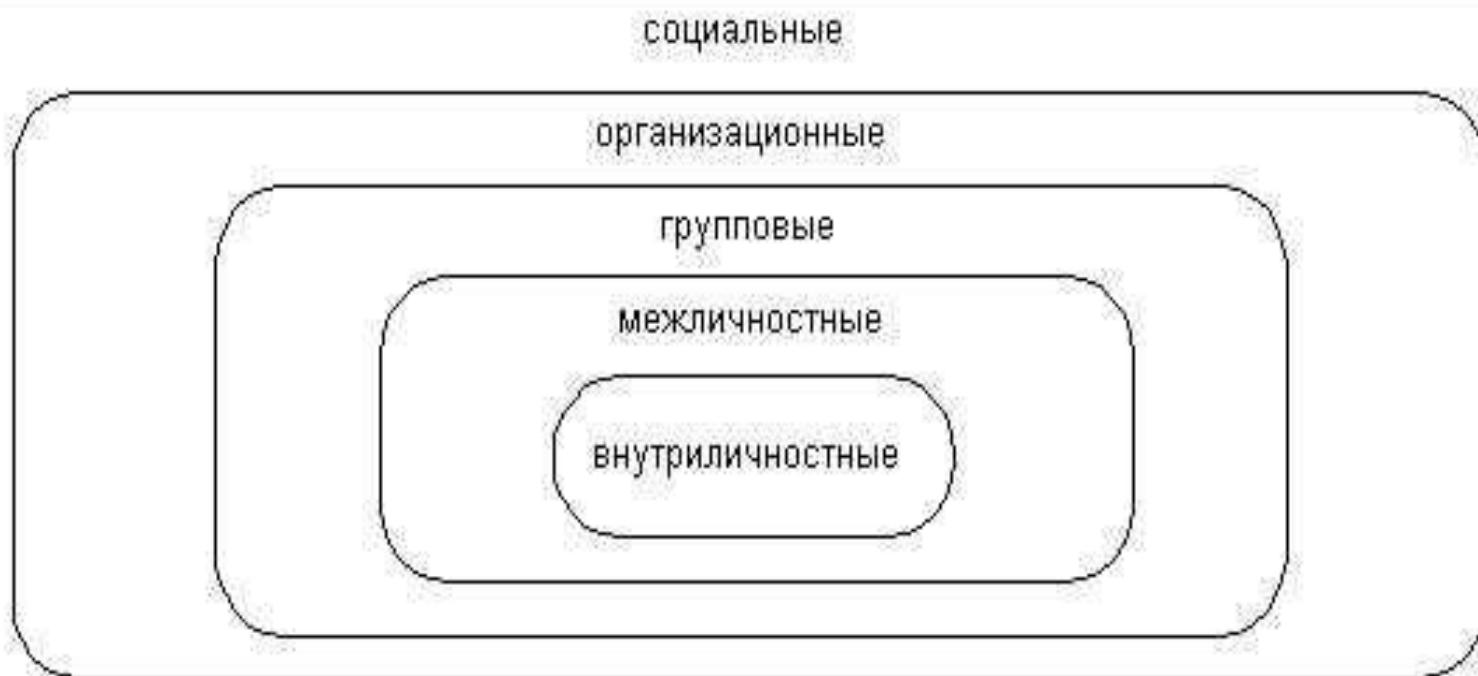 социальные
организационные
групповые
межличностные
внутриличностные